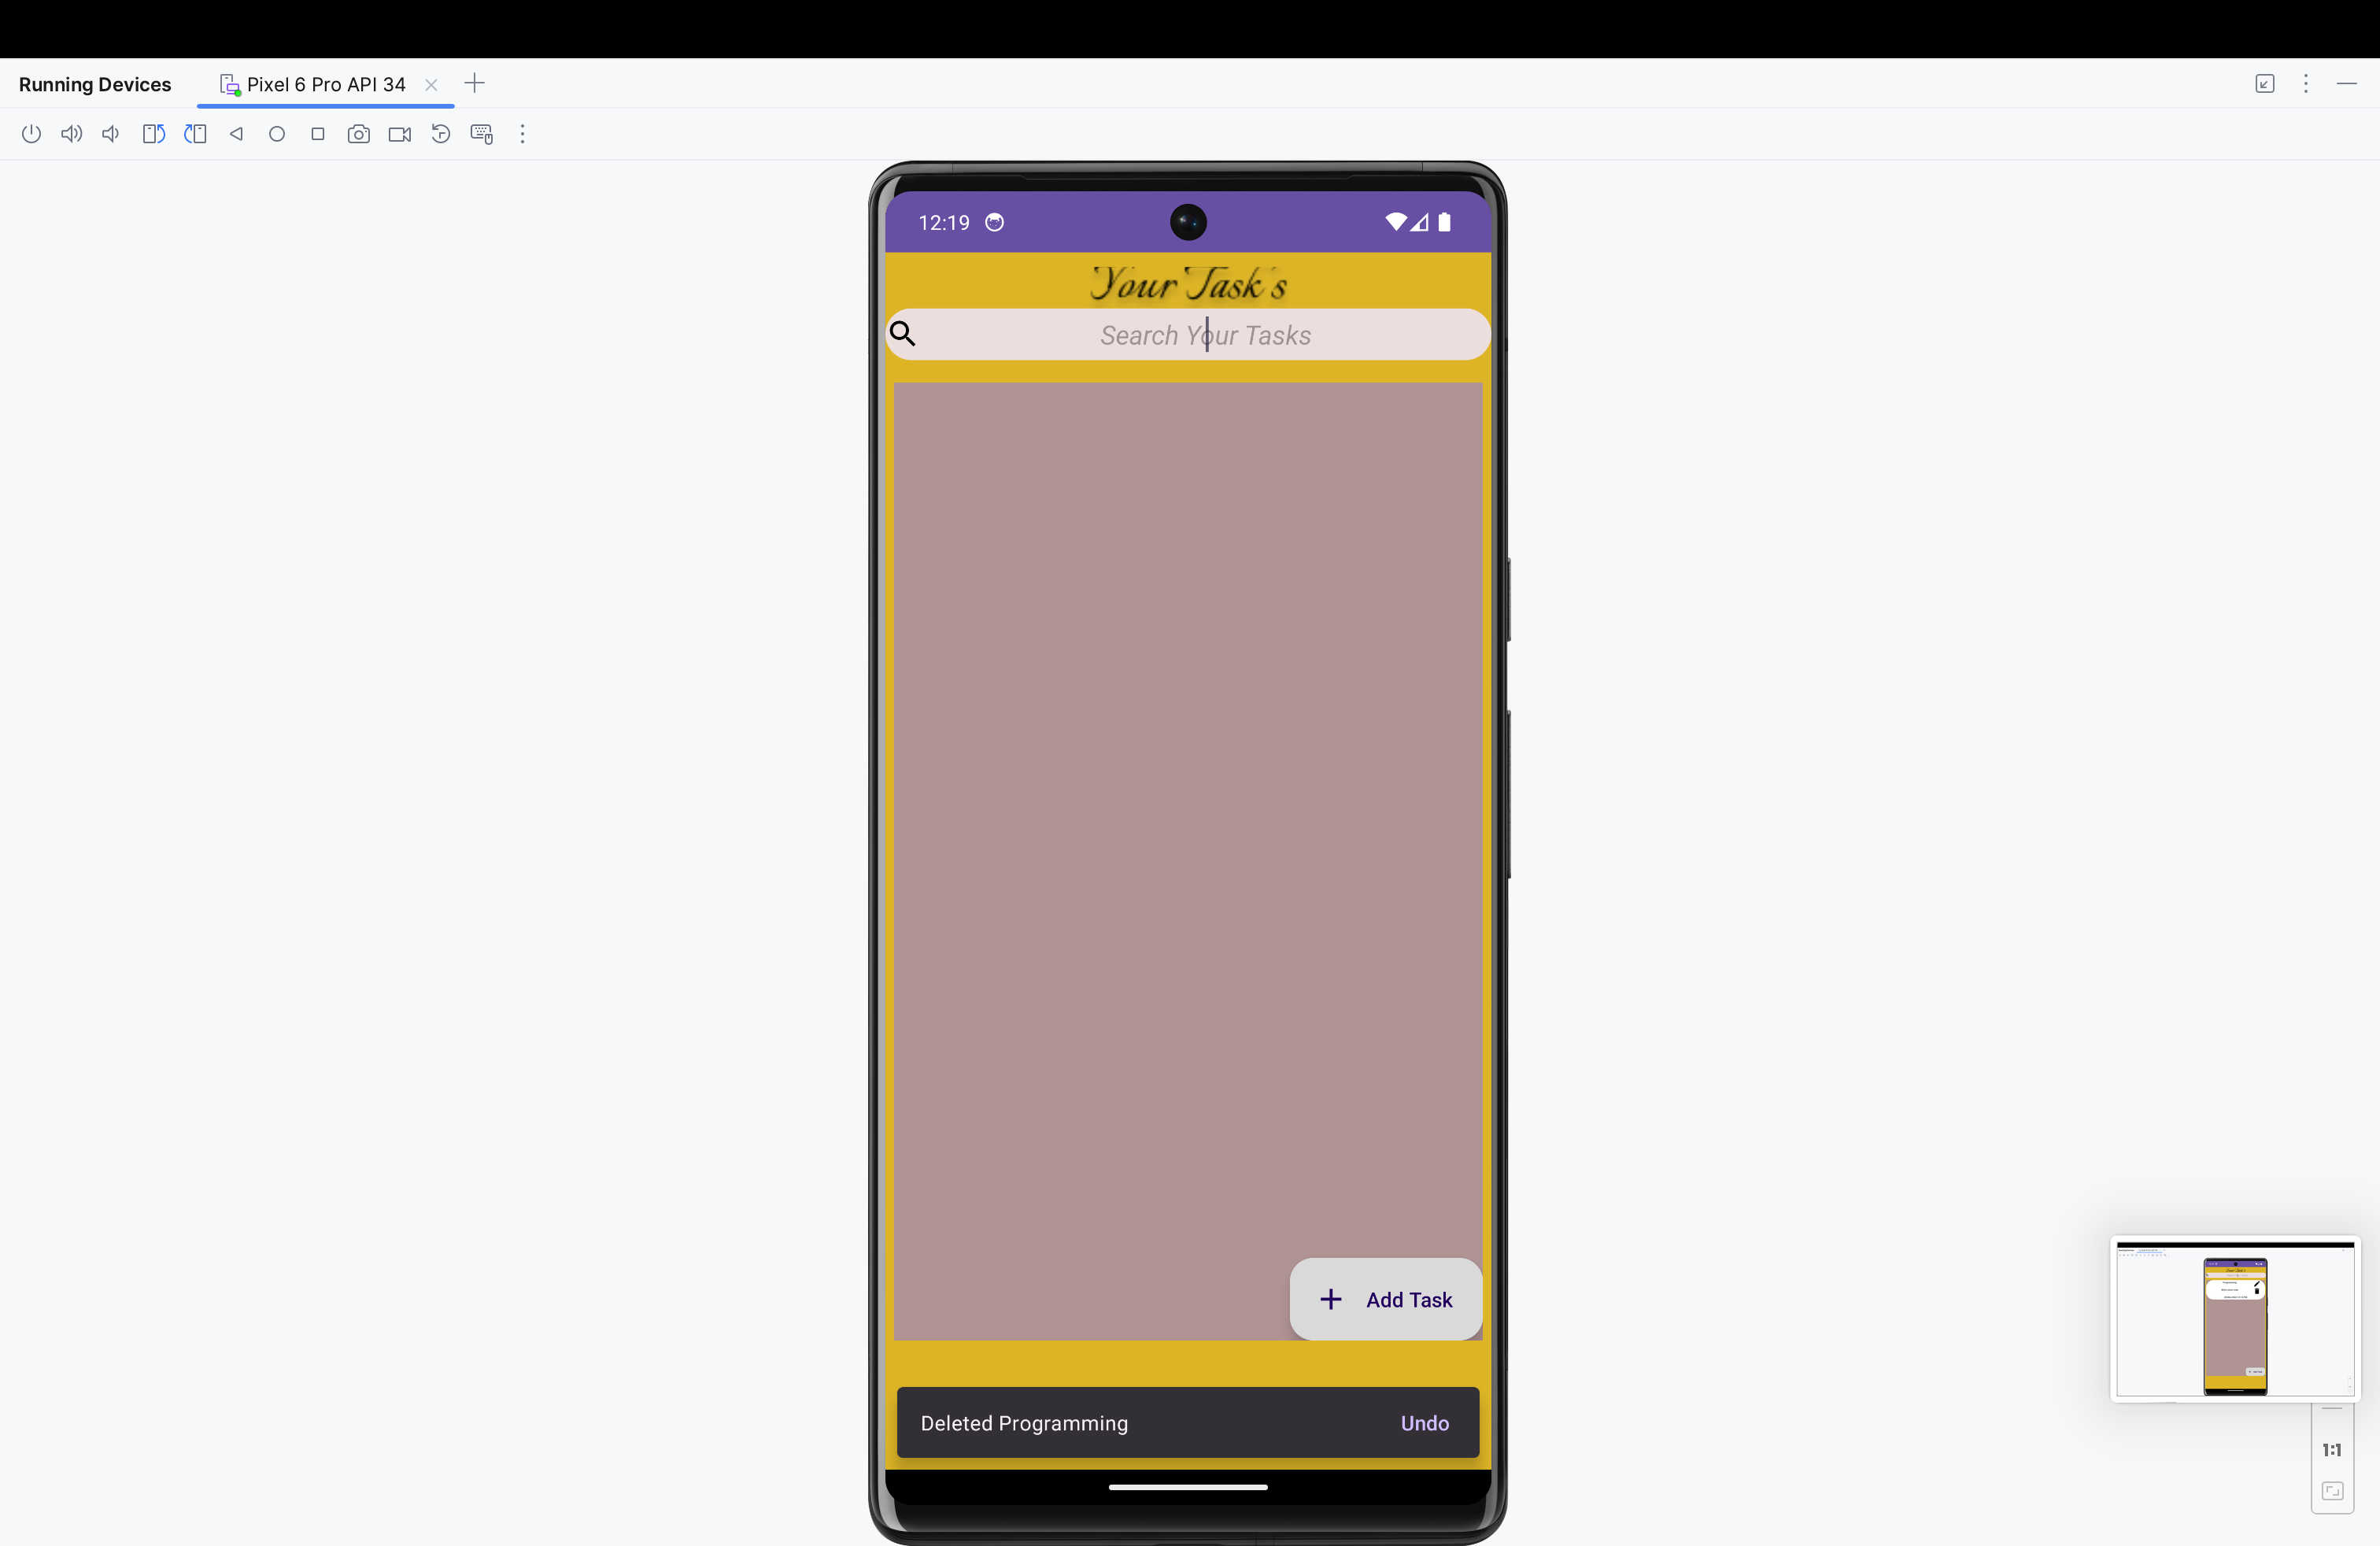 Running Devices Pixel 6 Pro API 34
12:19
Your Task's
Search Your Tasks
Add Task
Deleted Programming Undo
1:1